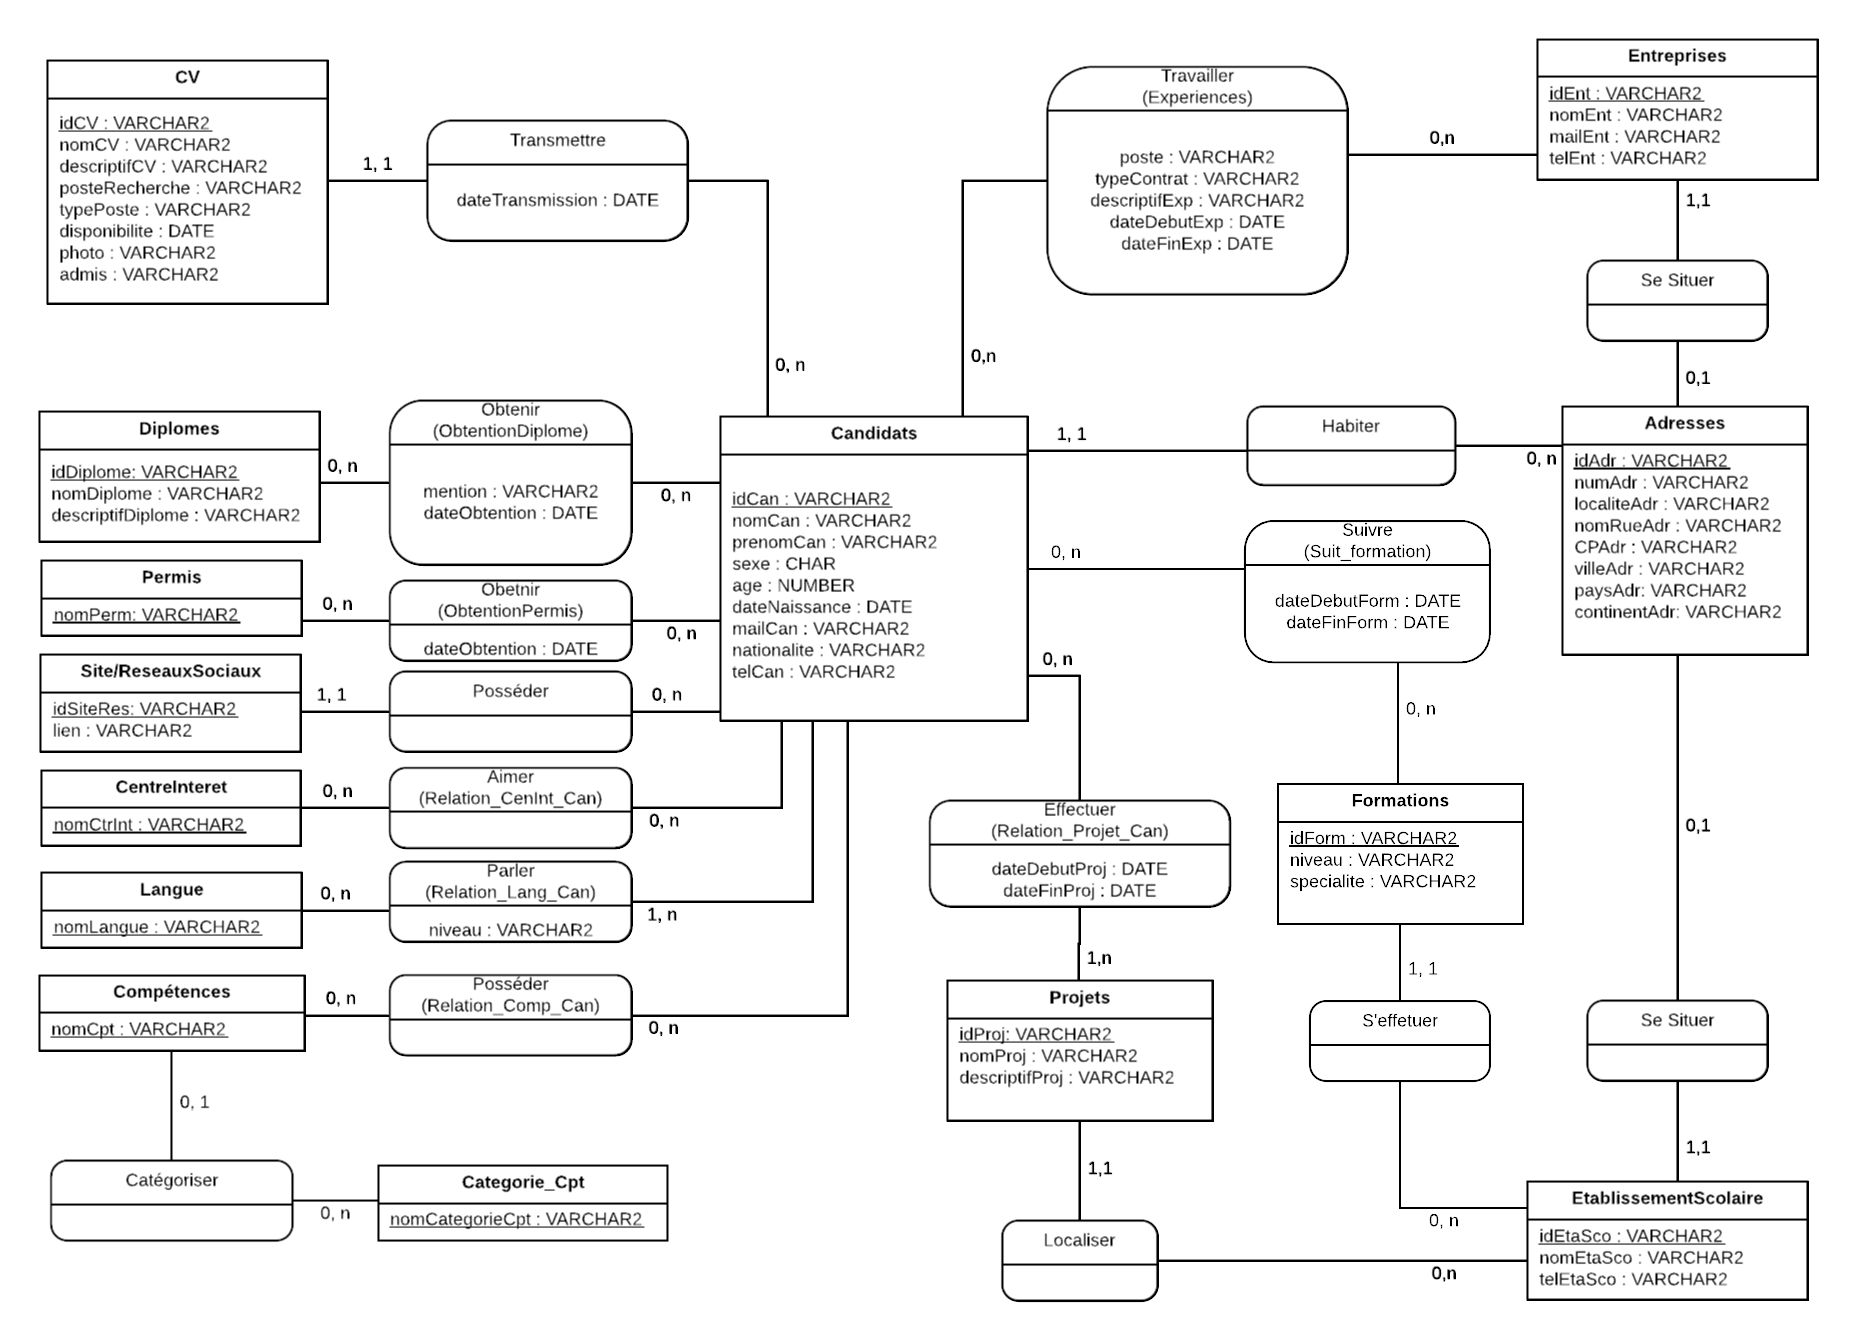 CV
idCV : VARCHAR2
nomCV : VARCHAR2
descriptifCV : VARCHAR2
posteRecherche : VARCHAR2
typePoste : VARCHAR2
disponibilite : DATE
photo : VARCHAR2
admis : VARCHAR2
1, 1
Transmettre
dateTransmission : DATE
0, n
Travailler
(Experiences)
poste : VARCHAR2
typeContrat : VARCHAR2
descriptifExp : VARCHAR2
dateDebutExp : DATE
dateFinExp : DATE
0,n
0,n
Entreprises
idEnt : VARCHAR2
nomEnt : VARCHAR2
mailEnt : VARCHAR2
telEnt : VARCHAR2
1,1
Se Situer
0,1
Diplomes
idDiplome: VARCHAR2
nomDiplome : VARCHAR2
descriptifDiplome : VARCHAR2
0, n
Obtenir
(ObtentionDiplome)
mention : VARCHAR2
dateObtention : DATE
0, n
Candidats
idCan : VARCHAR2
nomCan : VARCHAR2
prenomCan : VARCHAR2
sexe : CHAR
age : NUMBER
dateNaissance : DATE
mailCan : VARCHAR2
nationalite : VARCHAR2
telCan : VARCHAR2
1, 1
Habiter
0, n
Adresses
idAdr : VARCHAR2
numAdr : VARCHAR2
localiteAdr : VARCHAR2
nomRueAdr : VARCHAR2
CPAdr : VARCHAR2
villeAdr : VARCHAR2
paysAdr: VARCHAR2
continentAdr: VARCHAR2
0, n
Suivre
(Suit_formation)
dateDebutForm : DATE
dateFinForm : DATE
0, n
Permis
nomPerm: VARCHAR2
0, n
Obetnir
(ObtentionPermis)
dateObtention : DATE
0, n
Site/ReseauxSociaux
idSiteRes: VARCHAR2
lien : VARCHAR2
1, 1
Posséder
0, n
0, n
CentreInteret
nomCtrInt : VARCHAR2
0, n
Aimer
(Relation_CenInt_Can)
0, n
Effectuer
(Relation_Projet_Can)
dateDebutProj : DATE
dateFinProj : DATE
1,n
Formations
idForm : VARCHAR2
niveau : VARCHAR2
specialite : VARCHAR2
0,1
Langue
nomLangue : VARCHAR2
0, n
Parler
(Relation_Lang_Can)
niveau : VARCHAR2
1, n
1, 1
Compétences
nomCpt : VARCHAR2
0, n
Posséder
(Relation_Comp_Can)
0, n
Projets
idProj: VARCHAR2
nomProj : VARCHAR2
descriptifProj : VARCHAR2
S'effetuer
Se Situer
0, 1
1,1
1,1
Catégoriser
0, n
Categorie_Cpt
nomCategorieCpt : VARCHAR2
Localiser
0, n
0,n
EtablissementScolaire
idEtaSco : VARCHAR2
nomEtaSco : VARCHAR2
telEtaSco : VARCHAR2